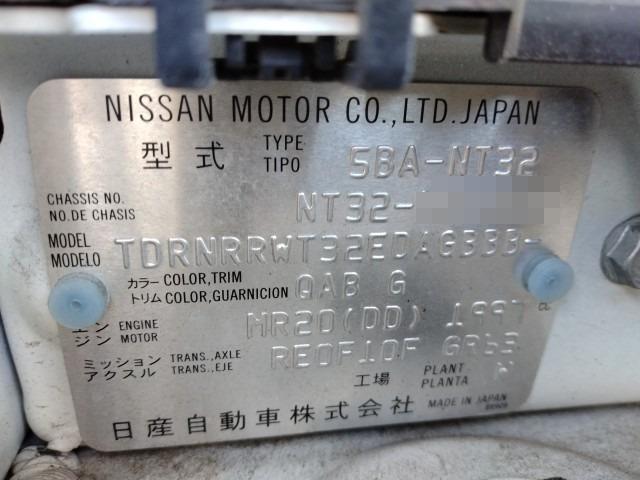 NISSAN MOTOR CO., LTD. JAPAN
型式 TYPE TIPO 5BA-NT32
CHASSIS NO. NO. DE CHASIS NT32-
MODEL MODELO TDRNRRWT32EDAG333-
カラー COLOR, TRIM
トリム COLOR, GUARNICION QAB G
エン ENGINE
ジン MOTOR MR20(DD) 1997
ミッション TRANS., AXLE
アクスル TRANS., EJE RE0F10F GR63
工場 PLANT PLANTA
日産自動車株式会社 MADE IN JAPAN